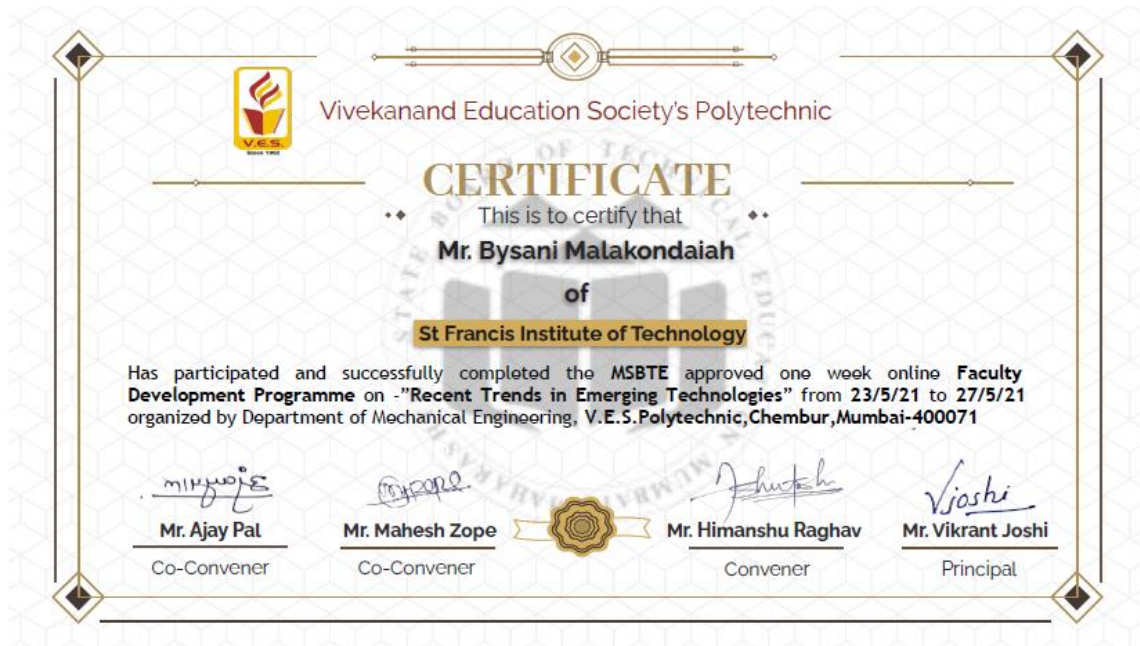 V.E.S.
Since 1962
Vivekanand Education Society's Polytechnic
CERTIFICATE
This is to certify that
Mr. Bysani Malakondaiah
of
St Francis Institute of Technology
Has participated and successfully completed the MSBTE approved one week online Faculty
Development Programme on -"Recent Trends in Emerging Technologies" from 23/5/21 to 27/5/21
organized by Department of Mechanical Engineering, V.E.S.Polytechnic,Chembur,Mumbai-400071
Vjoshi
Mr. Ajay Pal
Mr. Mahesh Zope
Mr. Himanshu Raghav
Mr. Vikrant Joshi
Co-Convener
Co-Convener
Convener
Principal